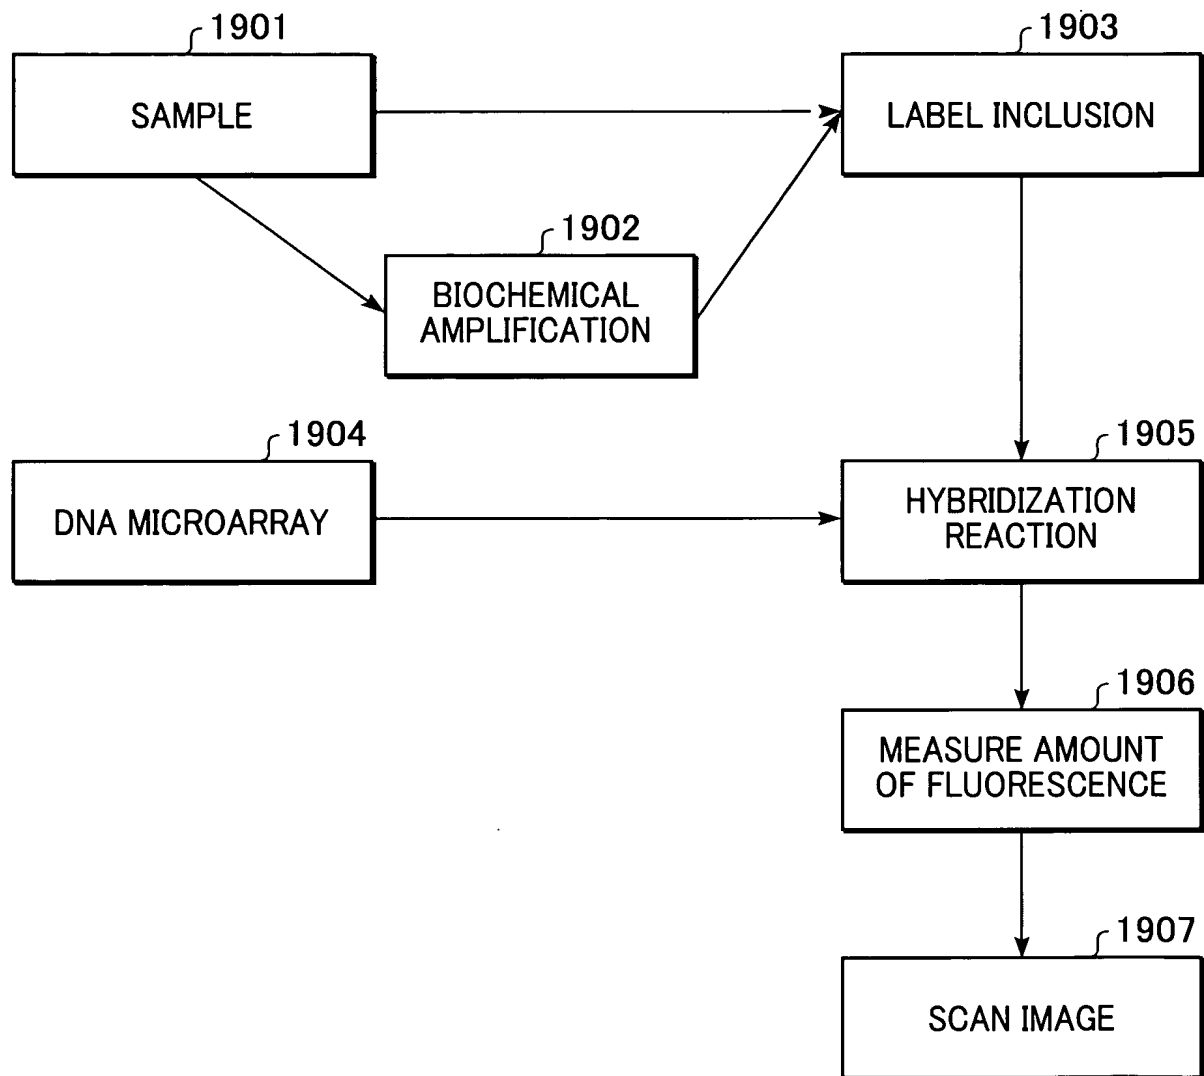 1901
SAMPLE
1903
LABEL INCLUSION
1902
BIOCHEMICAL
AMPLIFICATION
1904
DNA MICROARRAY
1905
HYBRIDIZATION
REACTION
1906
MEASURE AMOUNT
OF FLUORESCENCE
1907
SCAN IMAGE